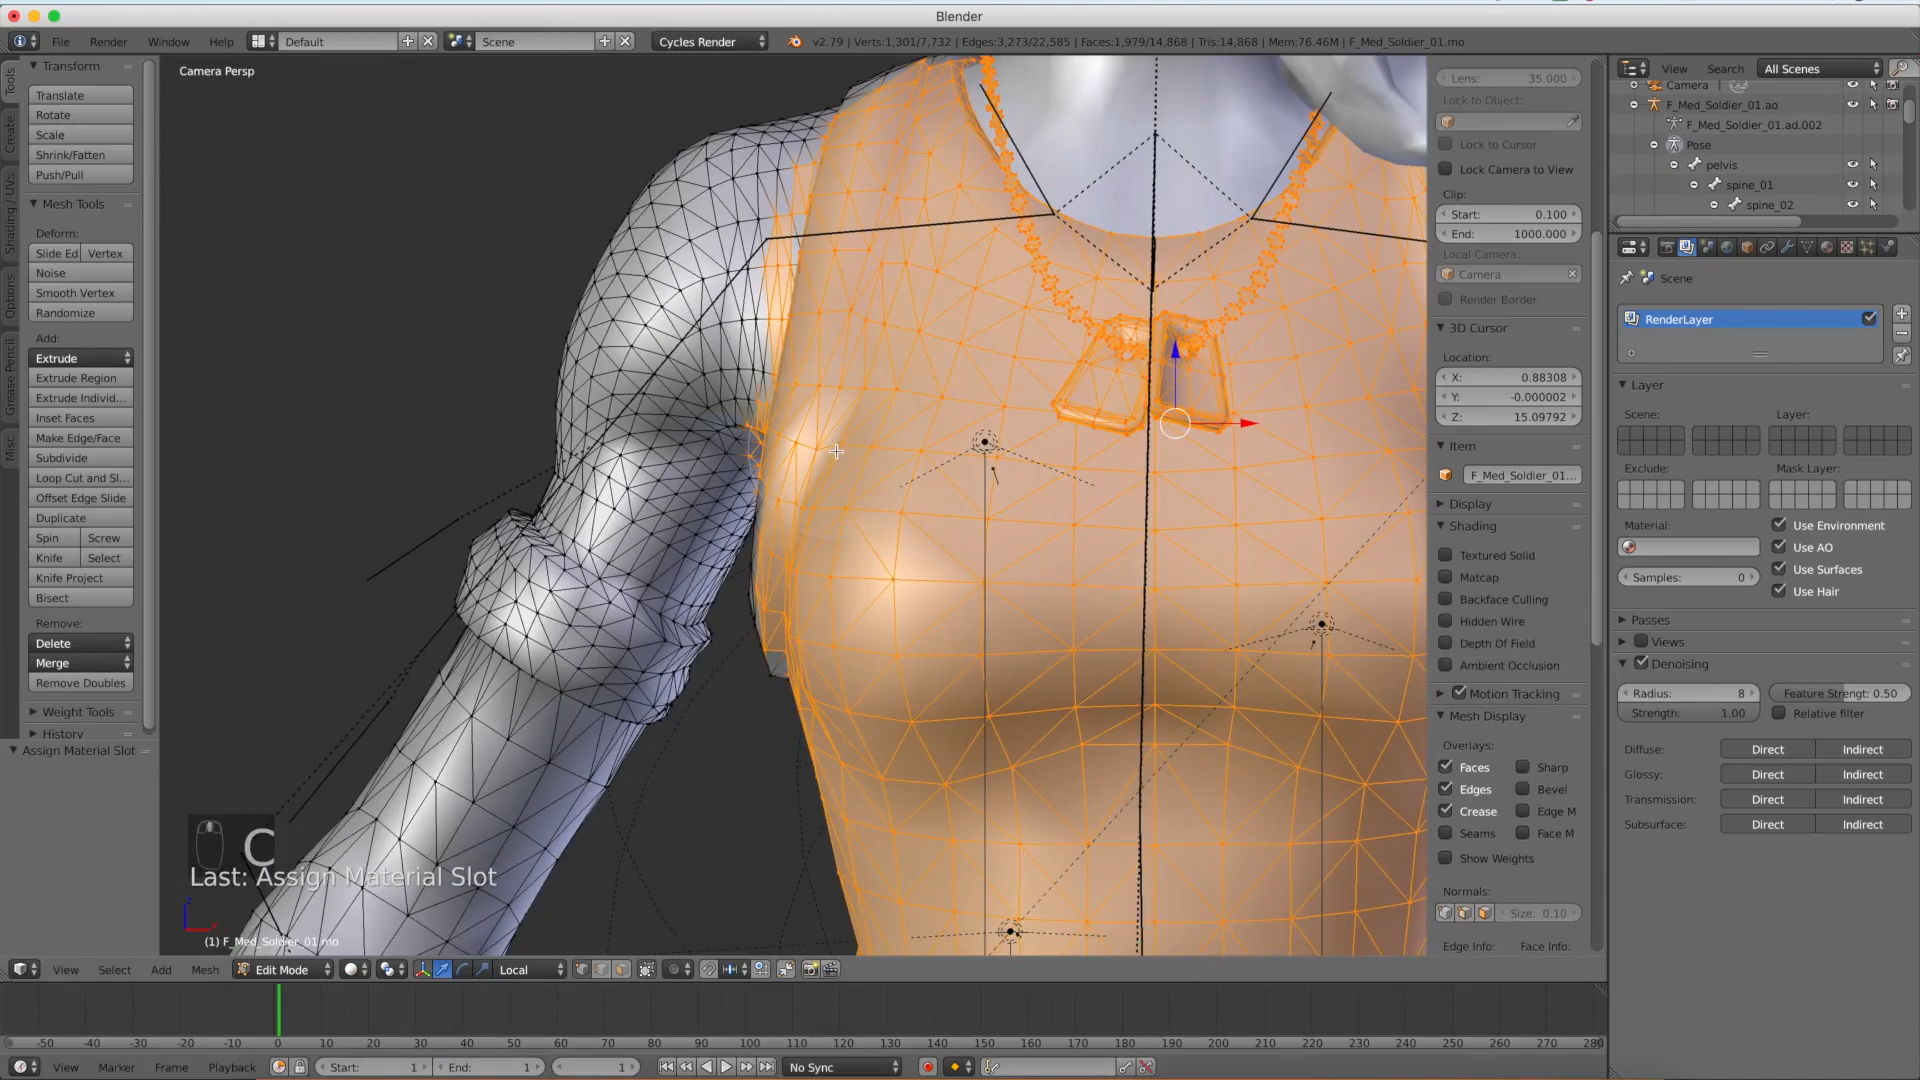 Blender
File Render Window Help Default Scene Cycles Render v2.79 | Verts:1,301/7,732 | Edges:3,273/22,585 | Faces:1,979/14,868 | Tris:14,868 | Mem:76.46M | F_Med_Soldier_01.mo
Tools
Create
Shading / UVs
Options
Grease Pencil
Misc
Transform
Translate
Rotate
Scale
Shrink/Fatten
Push/Pull
Mesh Tools
Deform:
Slide Ed Vertex
Noise
Smooth Vertex
Randomize
Add:
Extrude
Extrude Region
Extrude Individ...
Inset Faces
Make Edge/Face
Subdivide
Loop Cut and Sl...
Offset Edge Slide
Duplicate
Spin Screw
Knife Select
Knife Project
Bisect
Remove:
Delete
Merge
Remove Doubles
Weight Tools
History
Assign Material Slot
Camera Persp
C
Last: Assign Material Slot
(1) F_Med_Soldier_01.mo
Lens: 35.000
Lock to Object:
Lock to Cursor
Lock Camera to View
Clip:
Start: 0.100
End: 1000.000
Local Camera:
Camera
Render Border
3D Cursor
Location:
X: 0.88308
Y: -0.000002
Z: 15.09792
Item
F_Med_Soldier_01...
Display
Shading
Textured Solid
Matcap
Backface Culling
Hidden Wire
Depth Of Field
Ambient Occlusion
Motion Tracking
Mesh Display
Overlays:
Faces Sharp
Edges Bevel
Crease Edge M
Seams Face M
Show Weights
Normals:
Size: 0.10
Edge Info: Face Info:
View Search All Scenes
Camera
F_Med_Soldier_01.ao
F_Med_Soldier_01.ad.002
Pose
pelvis
spine_01
spine_02
Scene
RenderLayer
Layer
Scene: Layer:
Exclude: Mask Layer:
Material:
Samples: 0
Use Environment
Use AO
Use Surfaces
Use Hair
Passes
Views
Denoising
Radius: 8 Feature Strengt: 0.50
Strength: 1.00 Relative filter
Diffuse: Direct Indirect
Glossy: Direct Indirect
Transmission: Direct Indirect
Subsurface: Direct Indirect
View Select Add Mesh Edit Mode Local
-50 -40 -30 -20 -10 0 10 20 30 40 50 60 70 80 90 100 110 120 130 140 150 160 170 180 190 200 210 220 230 240 250 260 270 280
View Marker Frame Playback Start: 1 End: 1 1 No Sync